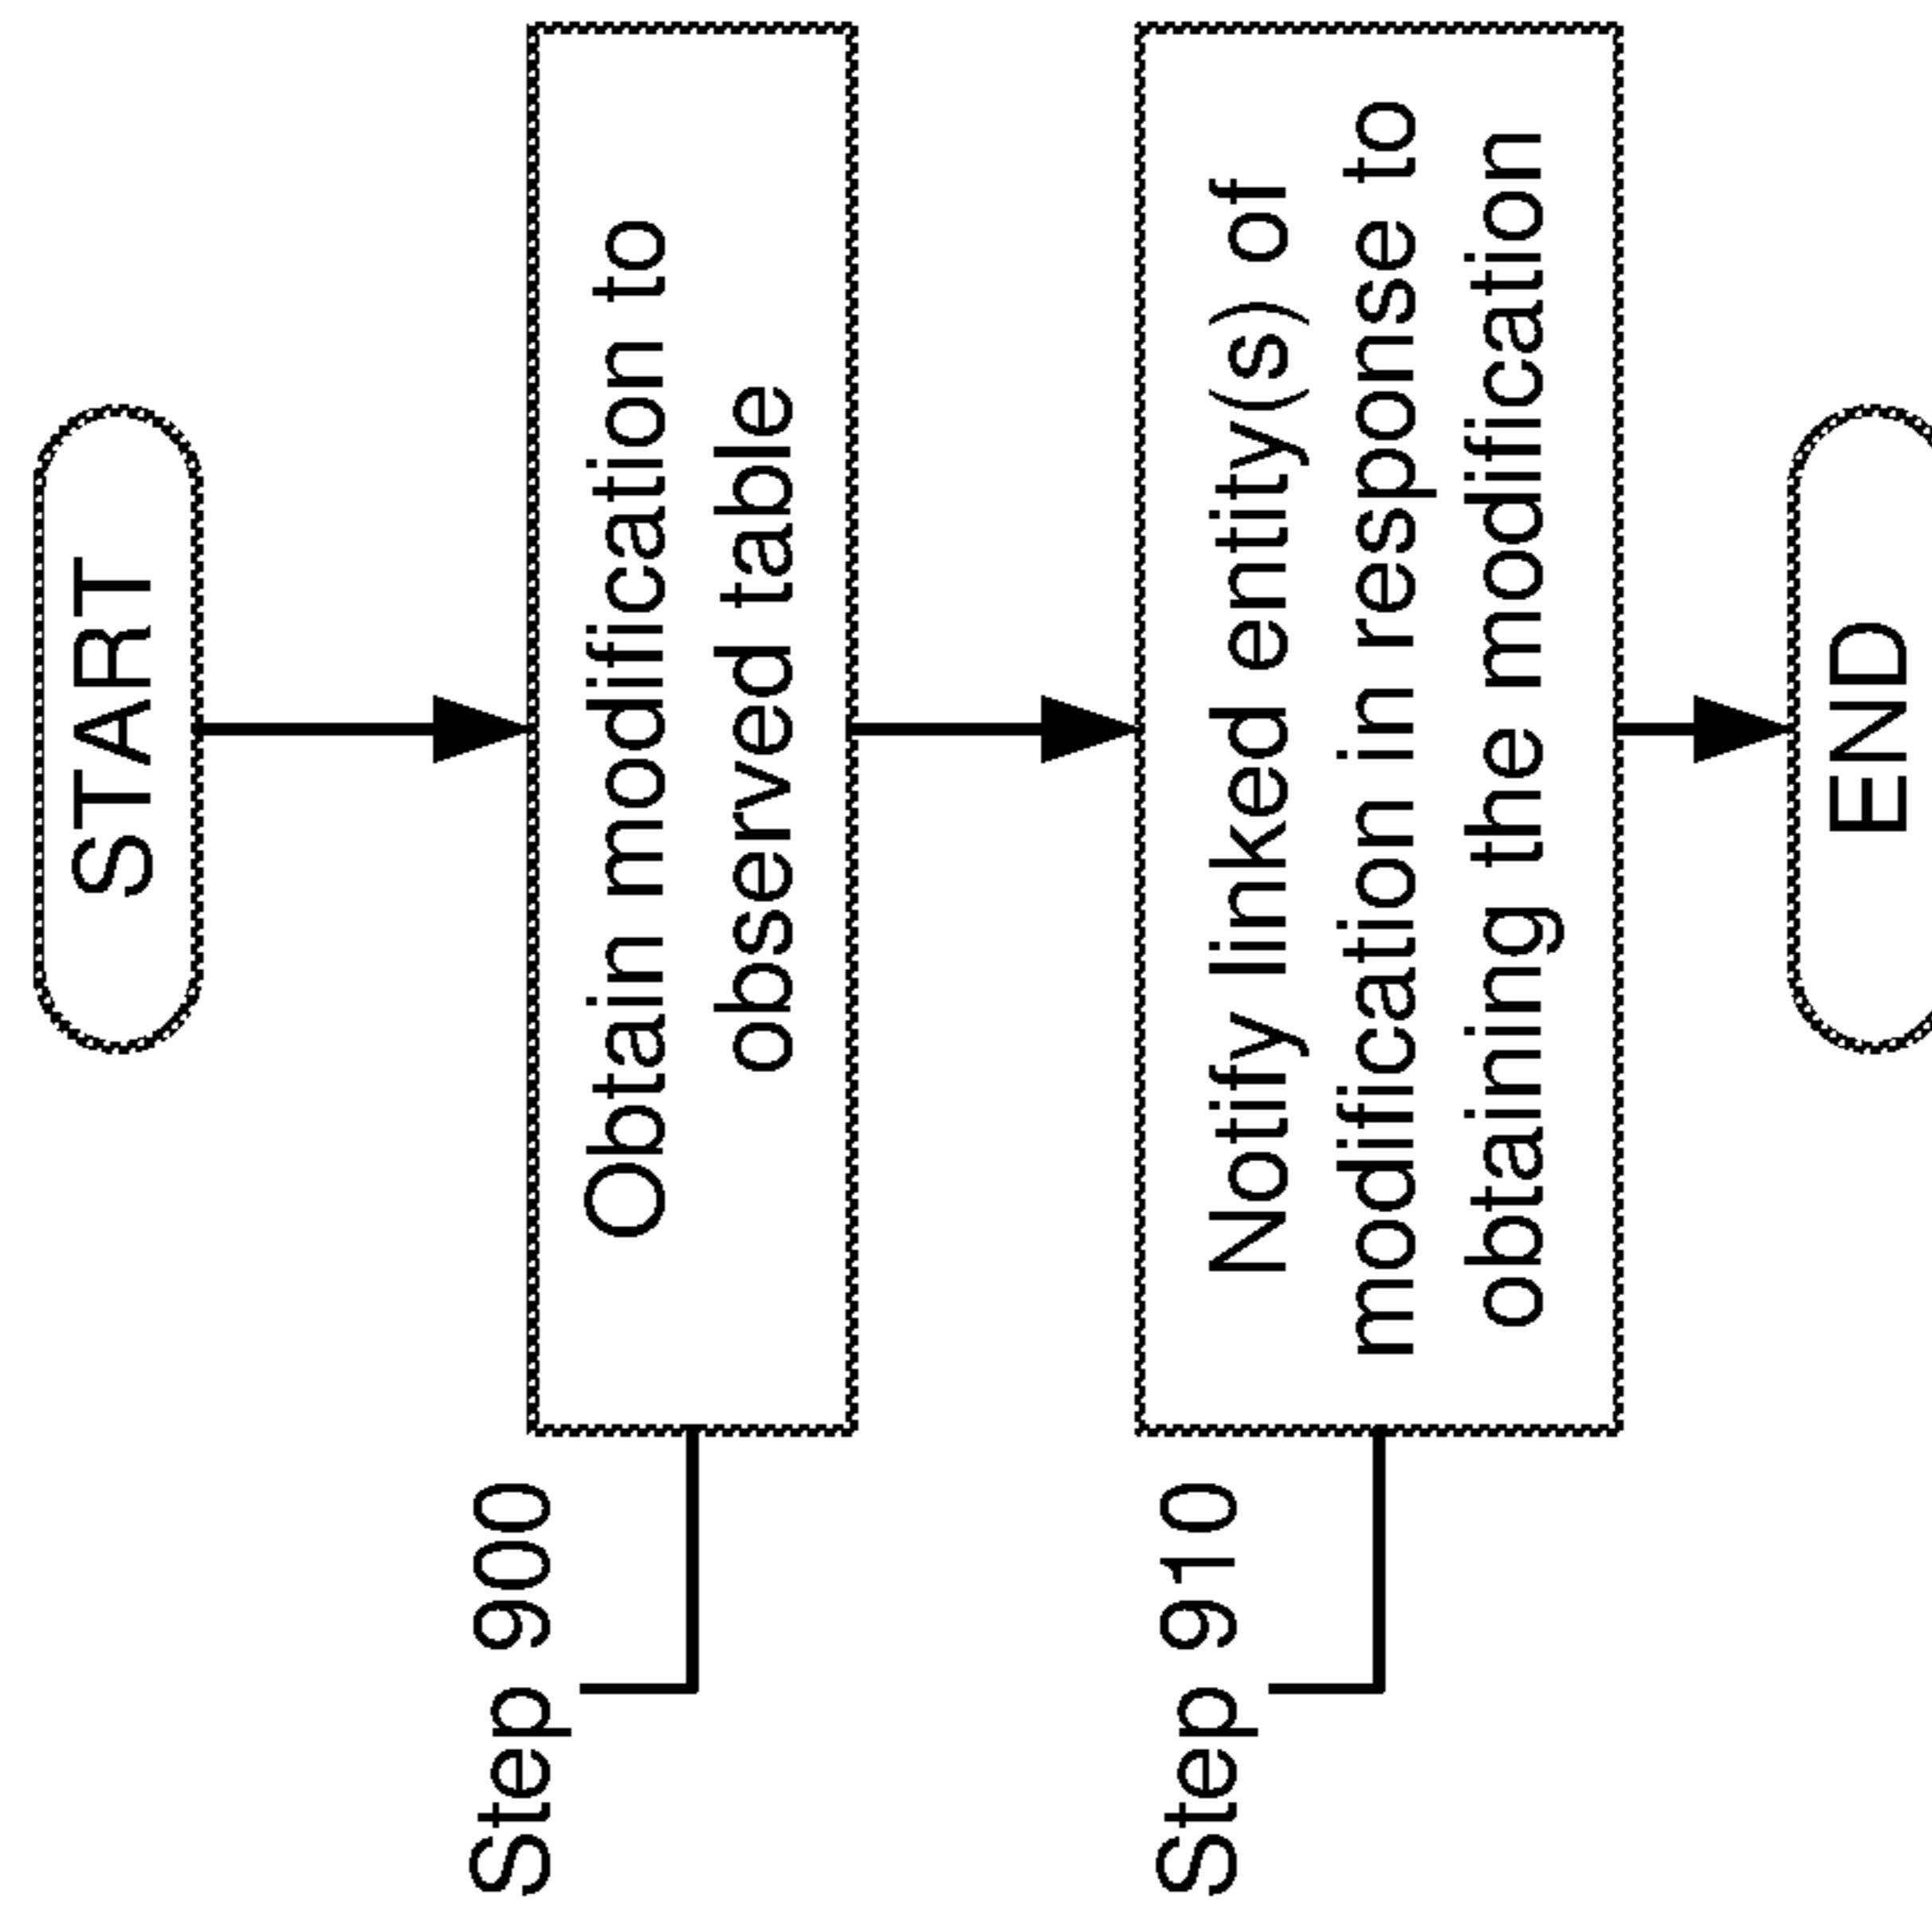 START
Step 900
Obtain modification to
observed table
Step 910
Notify linked entity(s) of
modification in response to
obtaining the modification
END